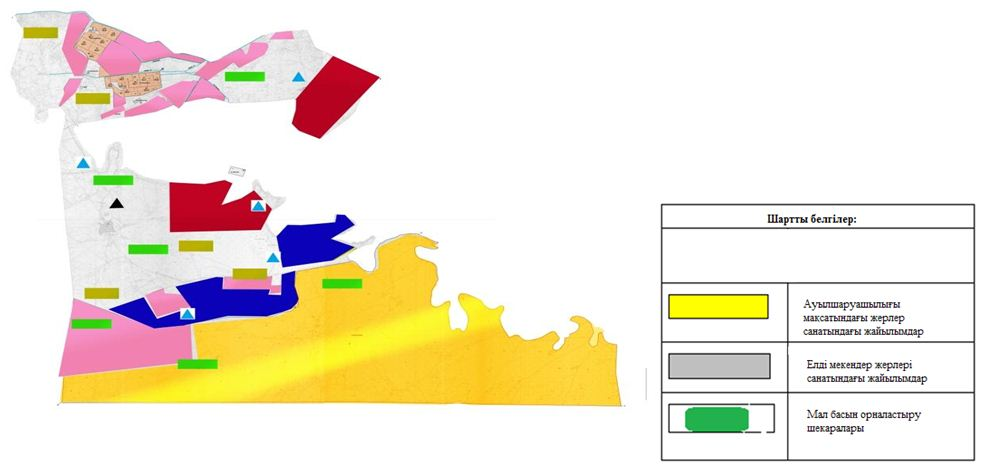 Шартты белгілер:
Ауылшаруашылығы
мақсатындағы жерлер
санатындағы жайылымдар
Елді мекендер жерлері
санатындағы жайылымдар
Мал басын орналастыру
шекаралары